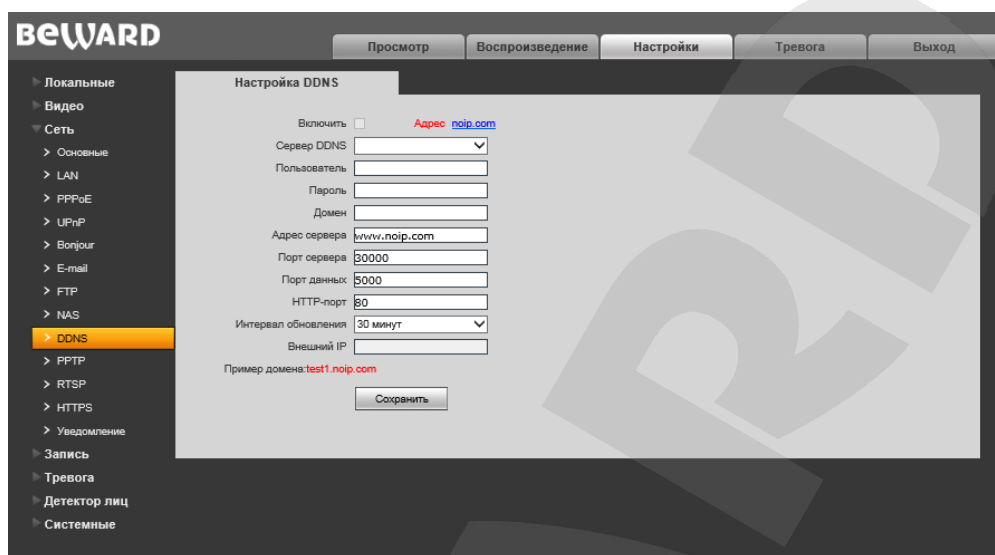 BEWARD
Просмотр
Воспроизведение
Настройки
Тревога
Выход
Локальные
Видео
Сеть
Основные
LAN
PPPoE
UPnP
Bonjour
E-mail
FTP
NAS
DDNS
PPTP
RTSP
HTTPS
Уведомление
Запись
Тревога
Детектор лиц
Системные
Настройка DDNS
Включить Адрес noip.com
Сервер DDNS
Пользователь
Пароль
Домен
Адрес сервера www.noip.com
Порт сервера 30000
Порт данных 5000
HTTP-порт 80
Интервал обновления 30 минут
Внешний IP
Пример домена:test1.noip.com
Сохранить